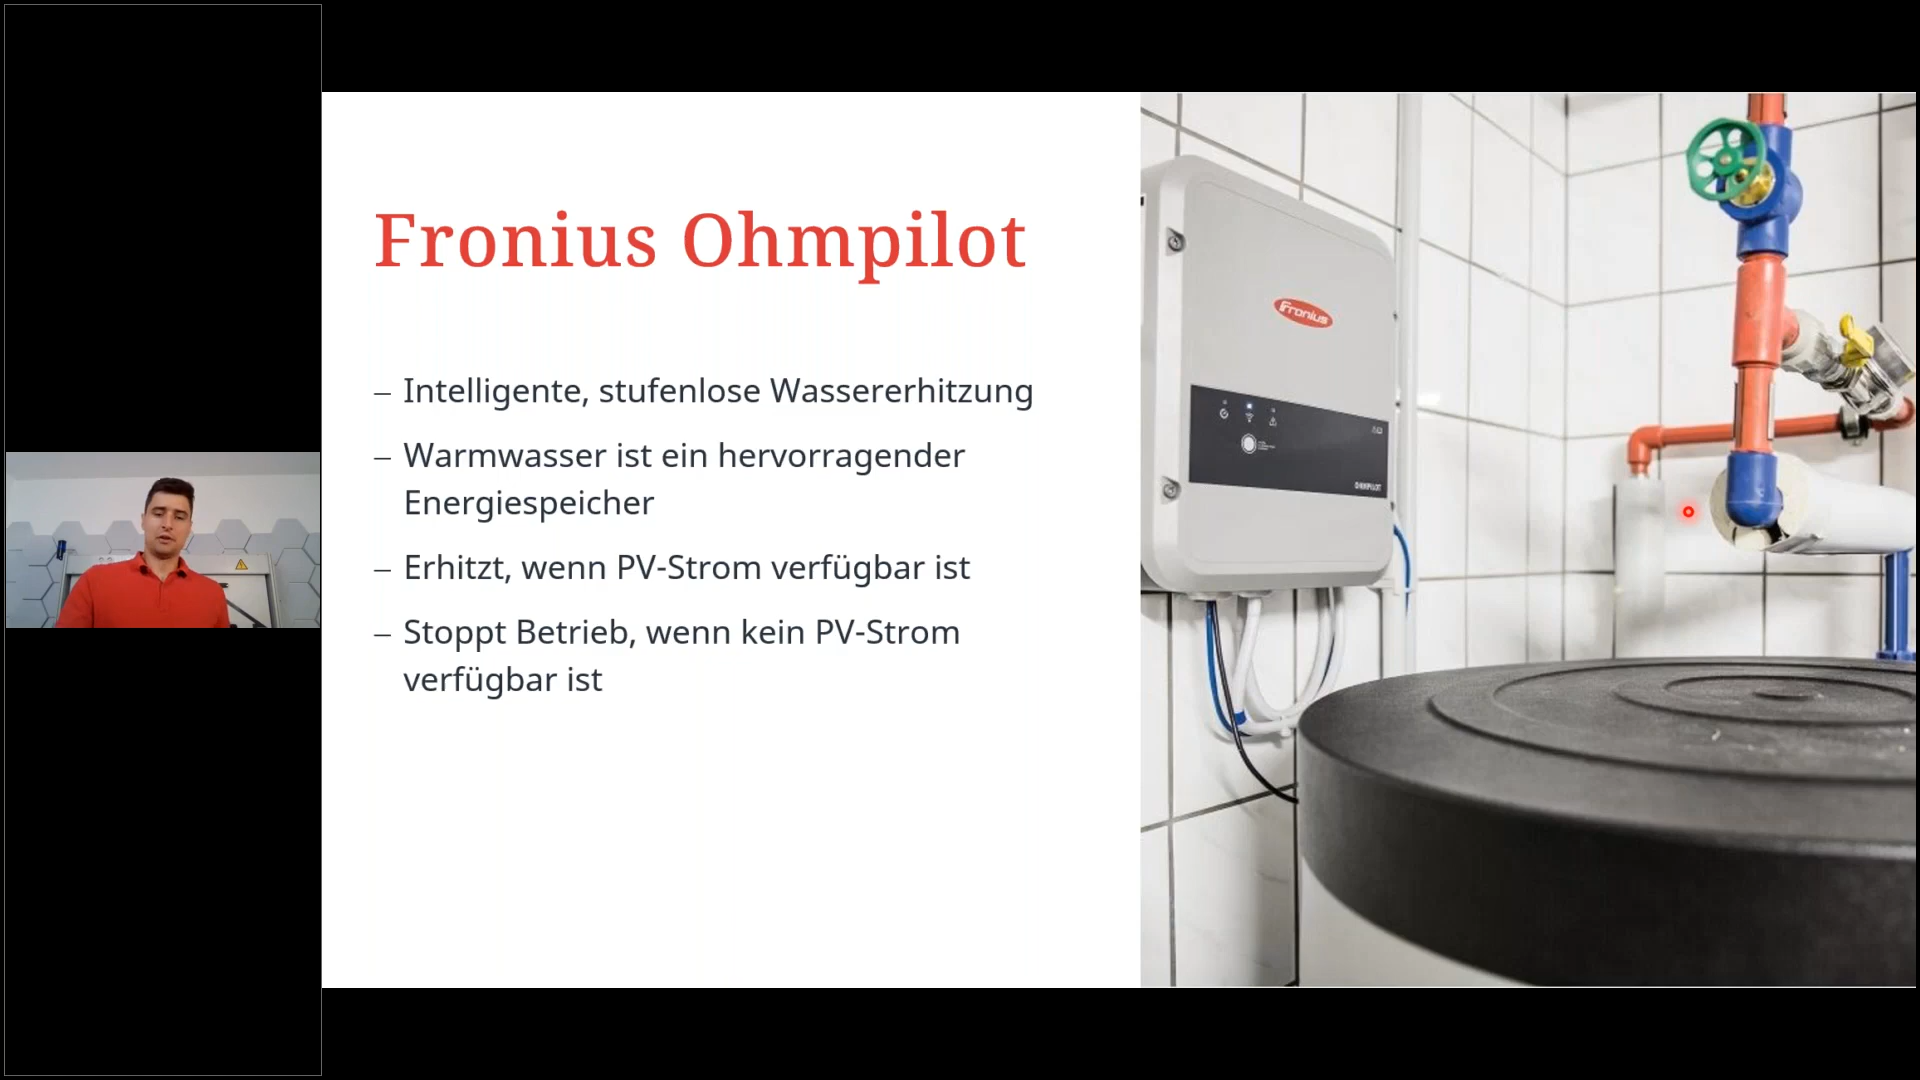 Fronius Ohmpilot
– Intelligente, stufenlose Wassererhitzung
– Warmwasser ist ein hervorragender
Energiespeicher
– Erhitzt, wenn PV-Strom verfügbar ist
– Stoppt Betrieb, wenn kein PV-Strom
verfügbar ist
Fronius
OHMPILOT